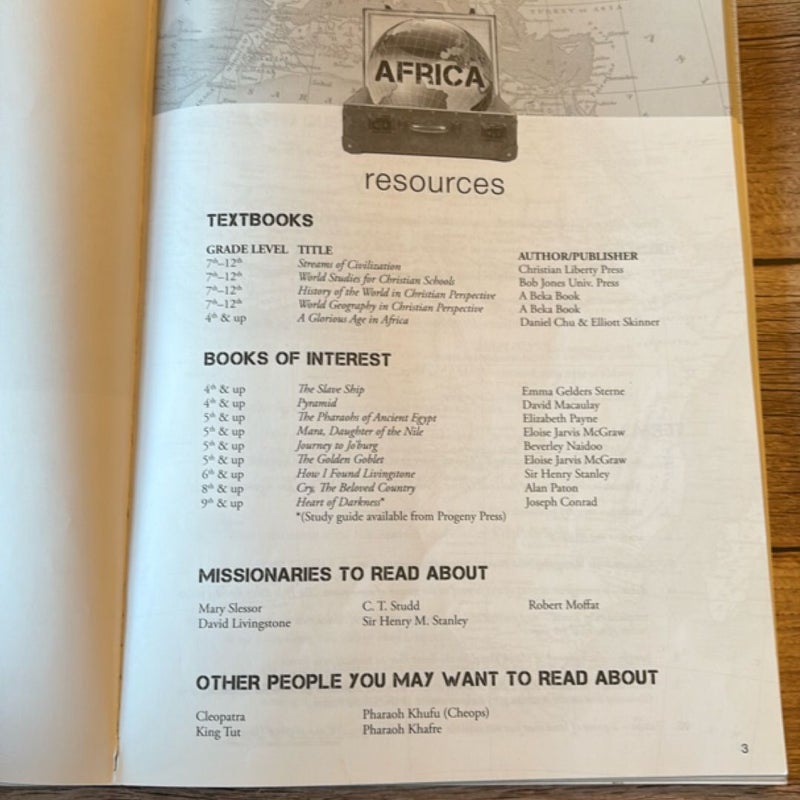 TURKEY IN ASIA
AFRICA
resources
TEXTBOOKS
GRADE LEVEL TITLE AUTHOR/PUBLISHER
7th–12th Streams of Civilization Christian Liberty Press
7th–12th World Studies for Christian Schools Bob Jones Univ. Press
7th–12th History of the World in Christian Perspective A Beka Book
7th–12th World Geography in Christian Perspective A Beka Book
4th & up A Glorious Age in Africa Daniel Chu & Elliott Skinner
BOOKS OF INTEREST
4th & up The Slave Ship Emma Gelders Sterne
4th & up Pyramid David Macaulay
5th & up The Pharaohs of Ancient Egypt Elizabeth Payne
5th & up Mara, Daughter of the Nile Eloise Jarvis McGraw
5th & up Journey to Jo'burg Beverley Naidoo
5th & up The Golden Goblet Eloise Jarvis McGraw
6th & up How I Found Livingstone Sir Henry Stanley
8th & up Cry, The Beloved Country Alan Paton
9th & up Heart of Darkness* Joseph Conrad
*(Study guide available from Progeny Press)
MISSIONARIES TO READ ABOUT
Mary Slessor C. T. Studd Robert Moffat
David Livingstone Sir Henry M. Stanley
OTHER PEOPLE YOU MAY WANT TO READ ABOUT
Cleopatra Pharaoh Khufu (Cheops)
King Tut Pharaoh Khafre
3